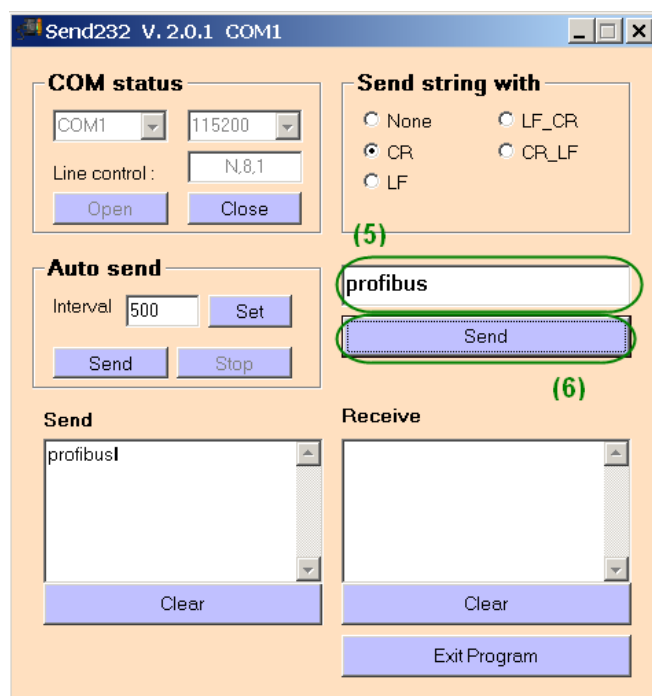 Send232 V. 2.0.1 COM1
COM status
COM1 115200
Line control : N,8,1
Open Close
Send string with
None LF_CR
CR CR_LF
LF
(5)
Auto send
Interval 500 Set
Send Stop
profibus
Send
(6)
Send
profibus
Clear
Receive
Clear
Exit Program